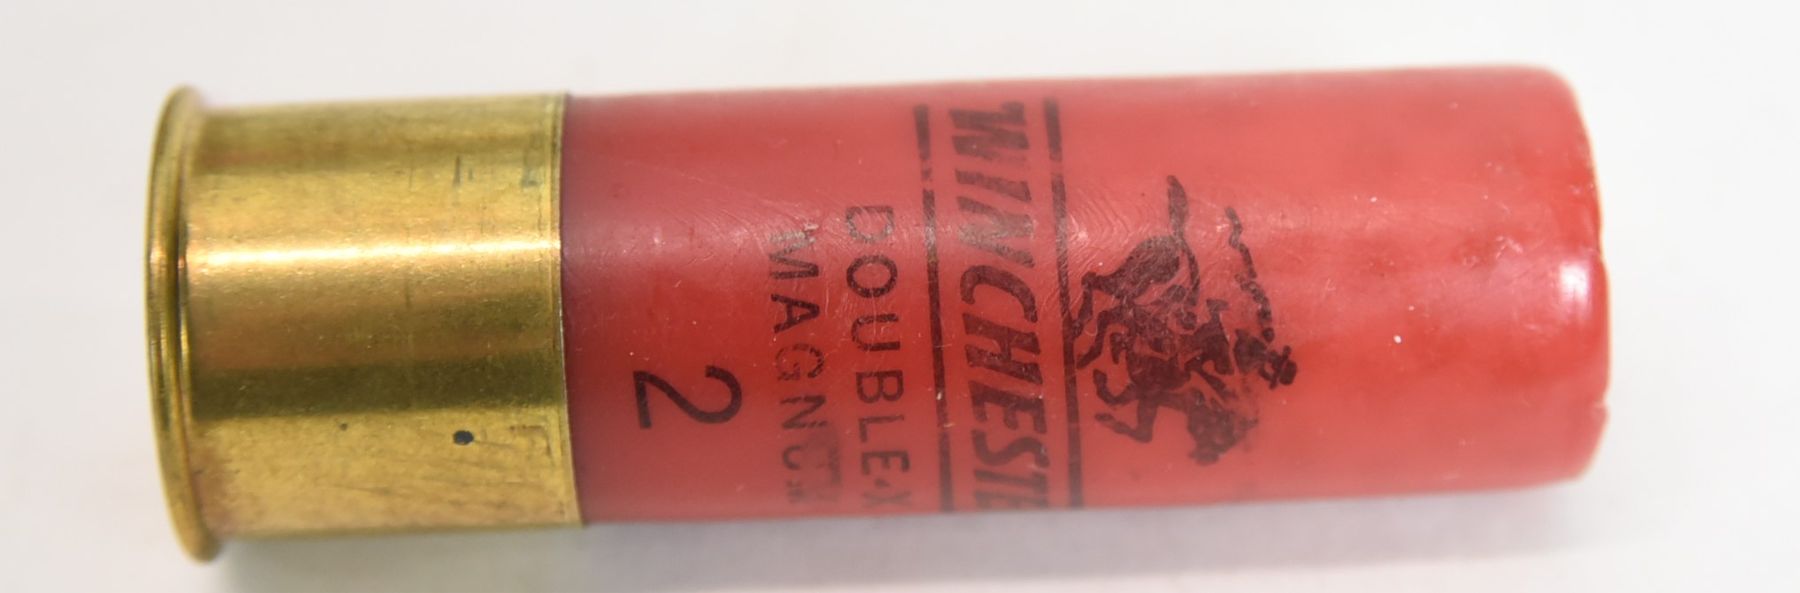 WINCHESTE
DOUBLE-X
MAGNUM
2